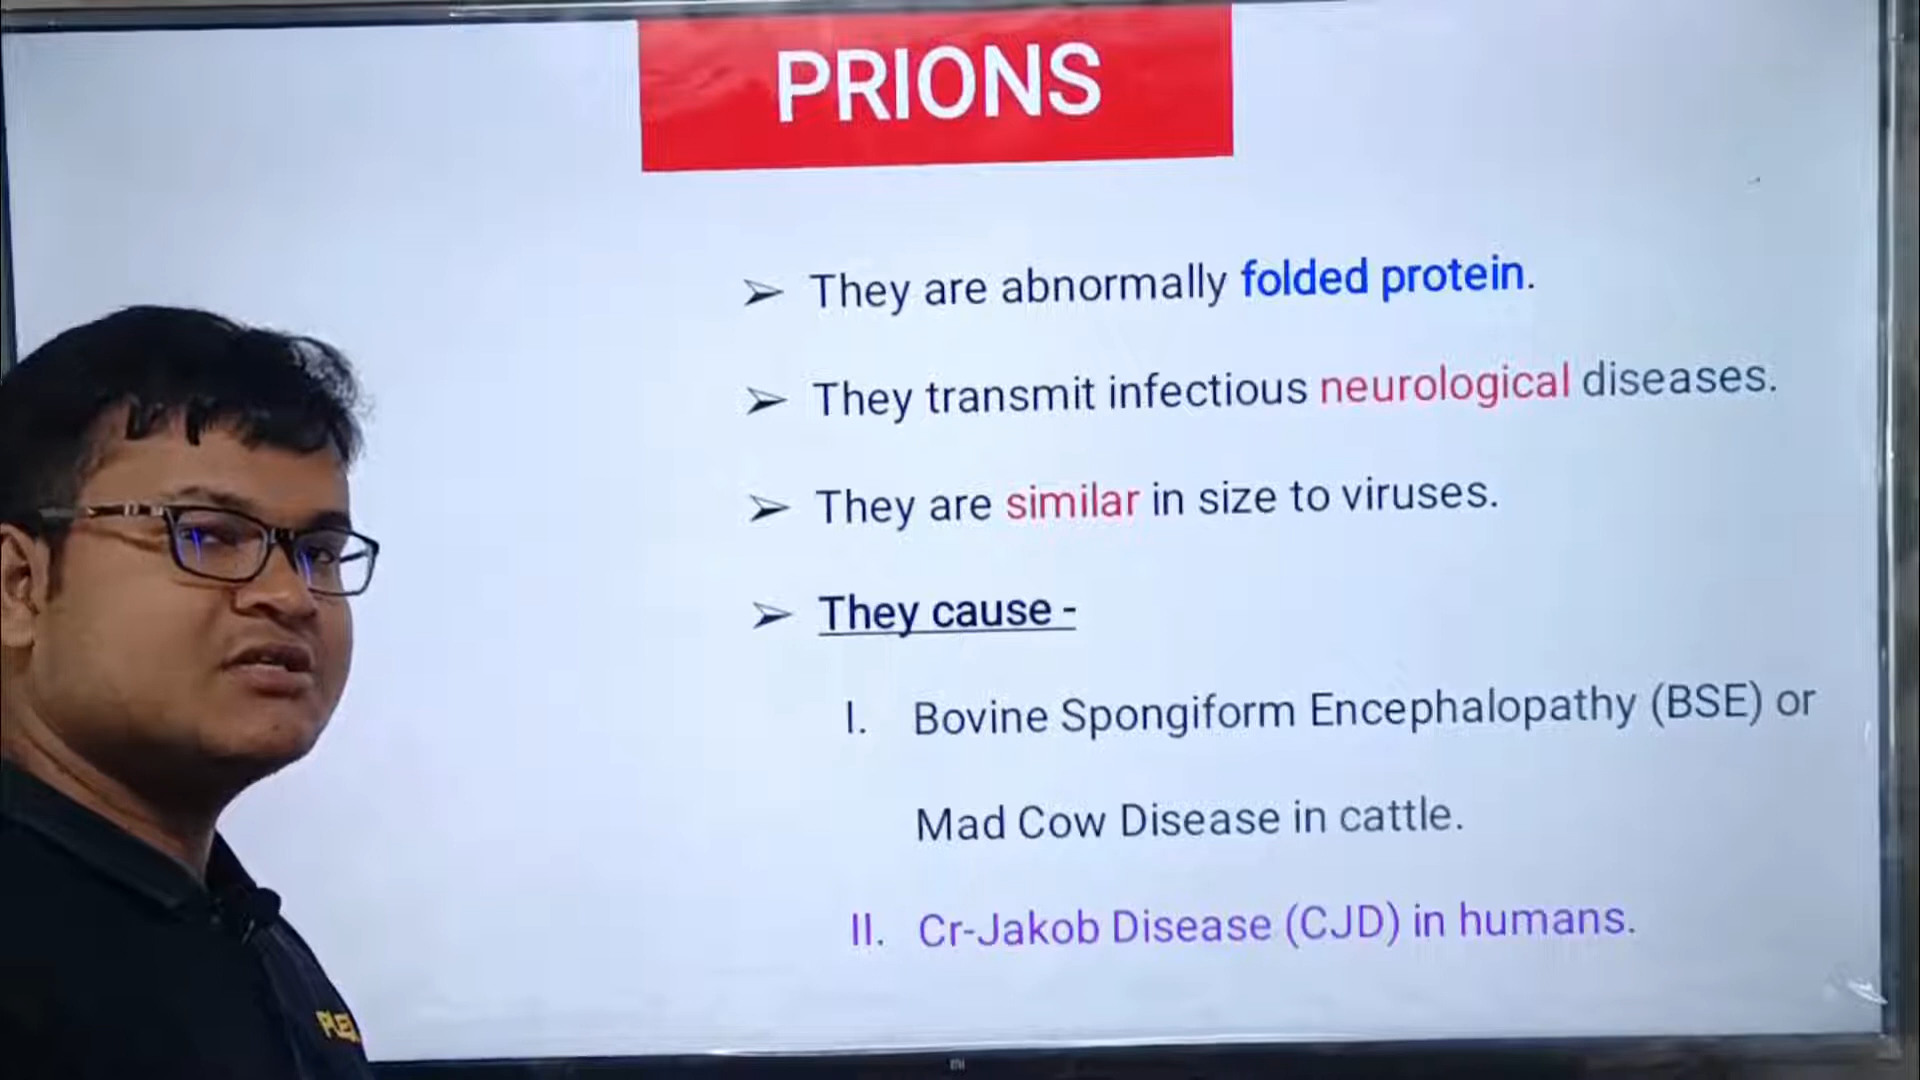 PRIONS
➢ They are abnormally folded protein.
➢ They transmit infectious neurological diseases.
➢ They are similar in size to viruses.
➢ They cause -
I. Bovine Spongiform Encephalopathy (BSE) or
Mad Cow Disease in cattle.
II. Cr-Jakob Disease (CJD) in humans.
mi